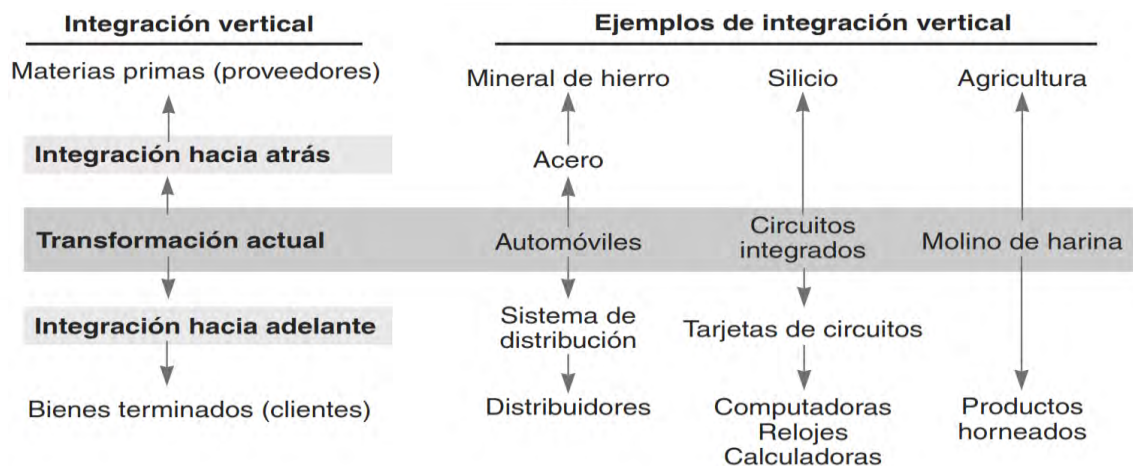 Integración vertical
Ejemplos de integración vertical
Materias primas (proveedores)
Mineral de hierro
Silicio
Agricultura
Integración hacia atrás
Acero
Transformación actual
Automóviles
Circuitos
integrados
Molino de harina
Integración hacia adelante
Sistema de
distribución
Tarjetas de circuitos
Bienes terminados (clientes)
Distribuidores
Computadoras
Relojes
Calculadoras
Productos
horneados